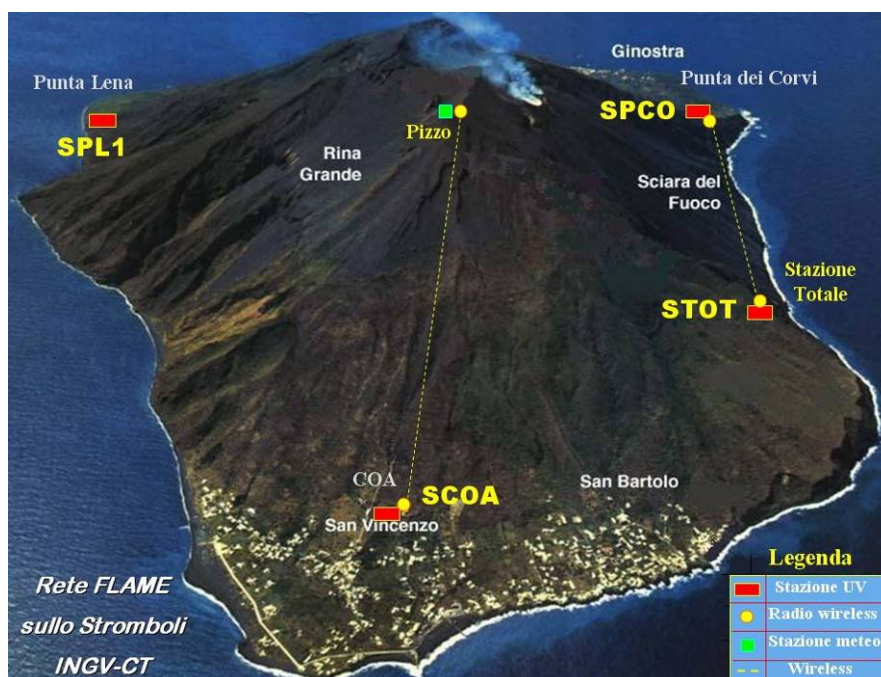 Ginostra
Punta Lena
Punta dei Corvi
SPCO
SPL1
Pizzo
Rina
Grande
Sciara del
Fuoco
Stazione
Totale
STOT
COA
SCOA
San Bartolo
San Vincenzo
Rete FLAME
sullo Stromboli
INGV-CT
Legenda
Stazione UV
Radio wireless
Stazione meteo
Wireless